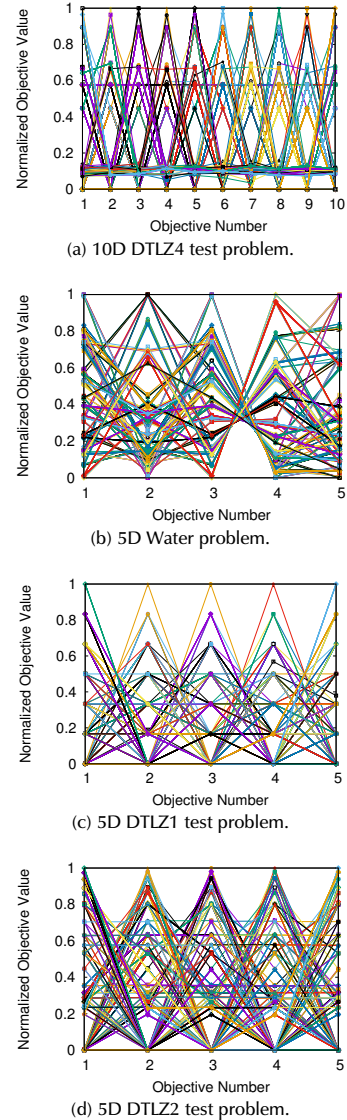 Normalized Objective Value
1
0.8
0.6
0.4
0.2
0
1 2 3 4 5 6 7 8 9 10
Objective Number
(a) 10D DTLZ4 test problem.
Normalized Objective Value
1
0.8
0.6
0.4
0.2
0
1 2 3 4 5
Objective Number
(b) 5D Water problem.
Normalized Objective Value
1
0.8
0.6
0.4
0.2
0
1 2 3 4 5
Objective Number
(c) 5D DTLZ1 test problem.
Normalized Objective Value
1
0.8
0.6
0.4
0.2
0
1 2 3 4 5
Objective Number
(d) 5D DTLZ2 test problem.